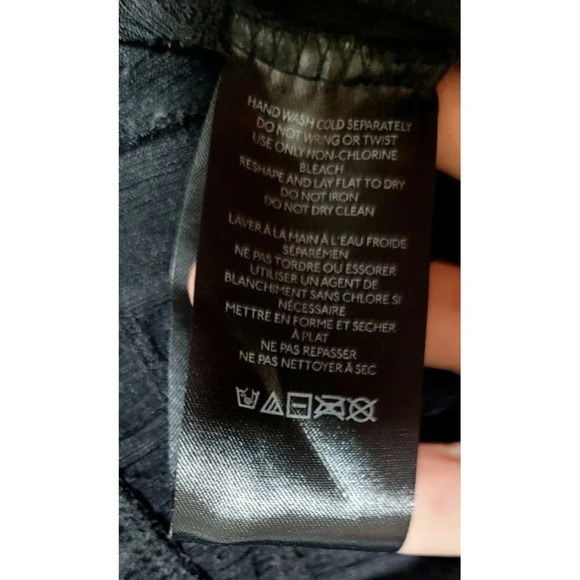 HAND WASH COLD SEPARATELY
DO NOT WRING OR TWIST
USE ONLY NON-CHLORINE
BLEACH
RESHAPE AND LAY FLAT TO DRY
DO NOT IRON
DO NOT DRY CLEAN
LAVER À LA MAIN À L'EAU FROIDE
SÉPARÉMEN
NE PAS TORDRE OU ESSORER
UTILISER UN AGENT DE
BLANCHIMENT SANS CHLORE SI
NÉCESSAIRE
METTRE EN FORME ET SECHER
À PLAT
NE PAS REPASSER
NE PAS NETTOYER À SEC